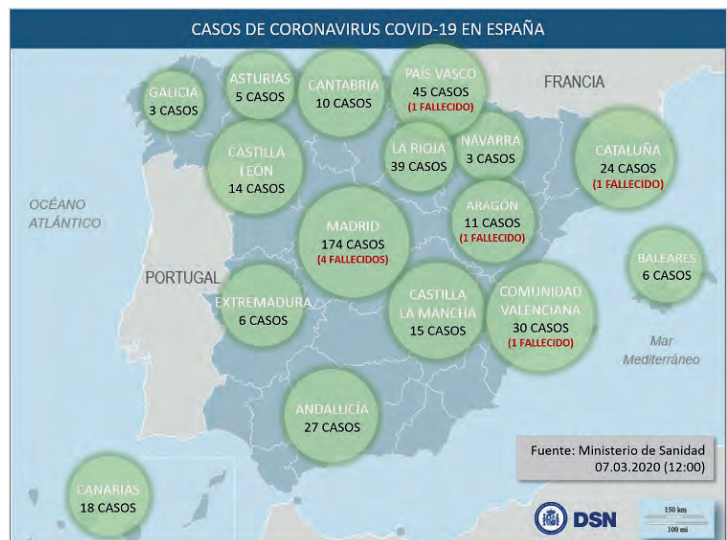 CASOS DE CORONAVIRUS COVID-19 EN ESPAÑA
GALICIA
3 CASOS
ASTURIAS
5 CASOS
CANTABRIA
10 CASOS
PAÍS VASCO
45 CASOS
(1 FALLECIDO)
FRANCIA
CASTILLA
LEÓN
14 CASOS
LA RIOJA
39 CASOS
NAVARRA
3 CASOS
CATALUÑA
24 CASOS
(1 FALLECIDO)
OCÉANO
ATLÁNTICO
MADRID
174 CASOS
(4 FALLECIDOS)
ARAGÓN
11 CASOS
(1 FALLECIDO)
PORTUGAL
BALEARES
6 CASOS
EXTREMADURA
6 CASOS
CASTILLA
LA MANCHA
15 CASOS
COMUNIDAD
VALENCIANA
30 CASOS
(1 FALLECIDO)
Mar
Mediterráneo
ANDALUCÍA
27 CASOS
Fuente: Ministerio de Sanidad
07.03.2020 (12:00)
CANARIAS
18 CASOS
DSN
150 km
100 mi